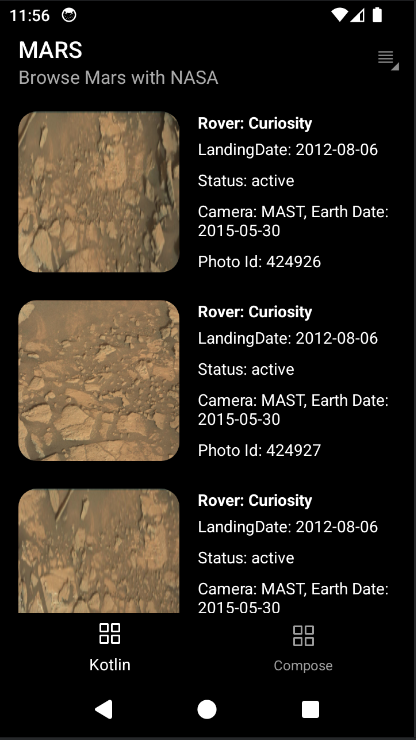 11:56
MARS
Browse Mars with NASA
Rover: Curiosity
LandingDate: 2012-08-06
Status: active
Camera: MAST, Earth Date:
2015-05-30
Photo Id: 424926
Rover: Curiosity
LandingDate: 2012-08-06
Status: active
Camera: MAST, Earth Date:
2015-05-30
Photo Id: 424927
Rover: Curiosity
LandingDate: 2012-08-06
Status: active
Camera: MAST, Earth Date:
2015-05-30
Kotlin
Compose